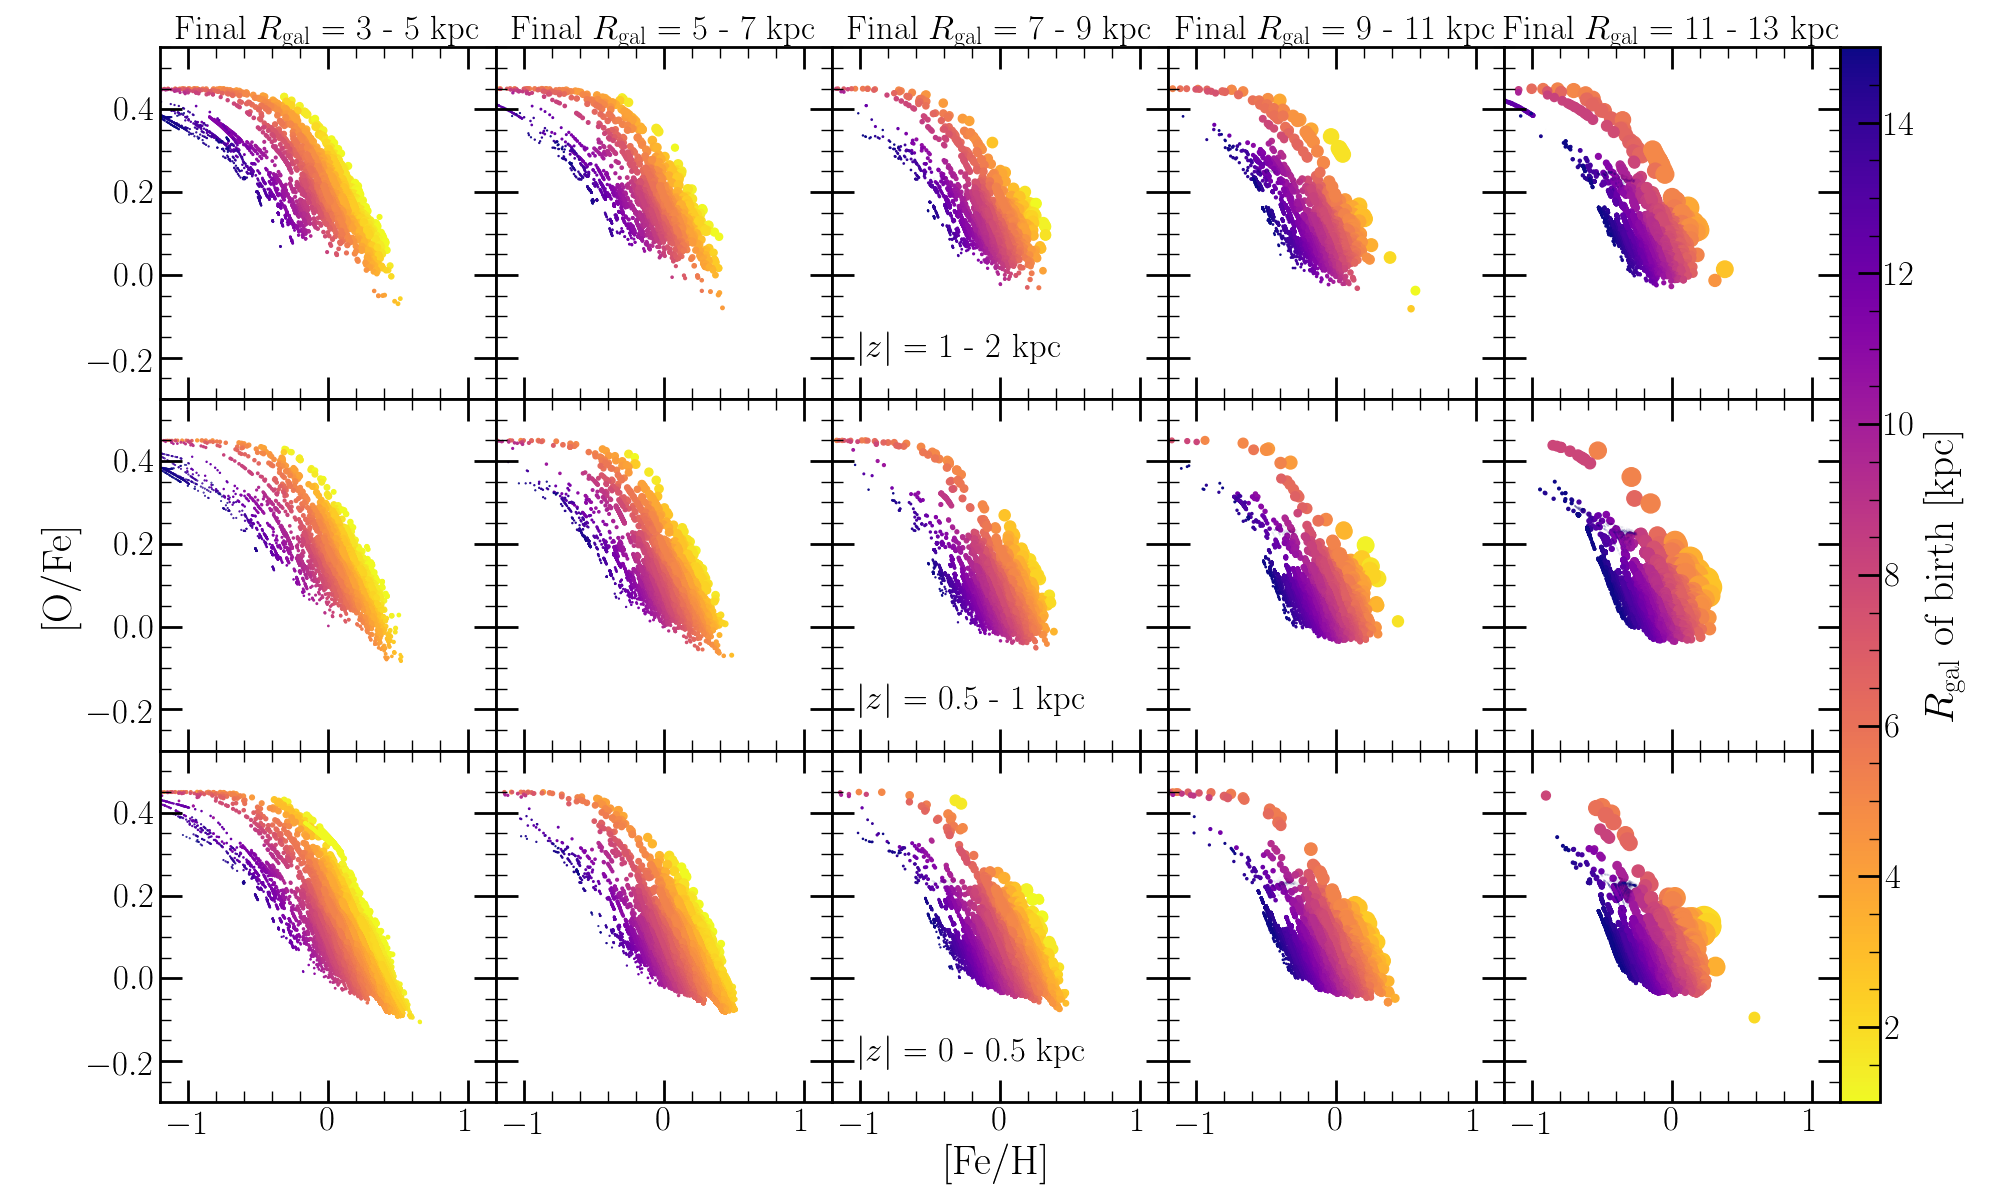 Final R_gal = 3 - 5 kpc
Final R_gal = 5 - 7 kpc
Final R_gal = 7 - 9 kpc
Final R_gal = 9 - 11 kpc
Final R_gal = 11 - 13 kpc
0.4
0.2
0.0
−0.2
|z| = 1 - 2 kpc
0.4
0.2
0.0
−0.2
|z| = 0.5 - 1 kpc
0.4
0.2
0.0
−0.2
|z| = 0 - 0.5 kpc
[O/Fe]
−1 0 1
−1 0 1
−1 0 1
−1 0 1
−1 0 1
[Fe/H]
14
12
10
8
6
4
2
R_gal of birth [kpc]